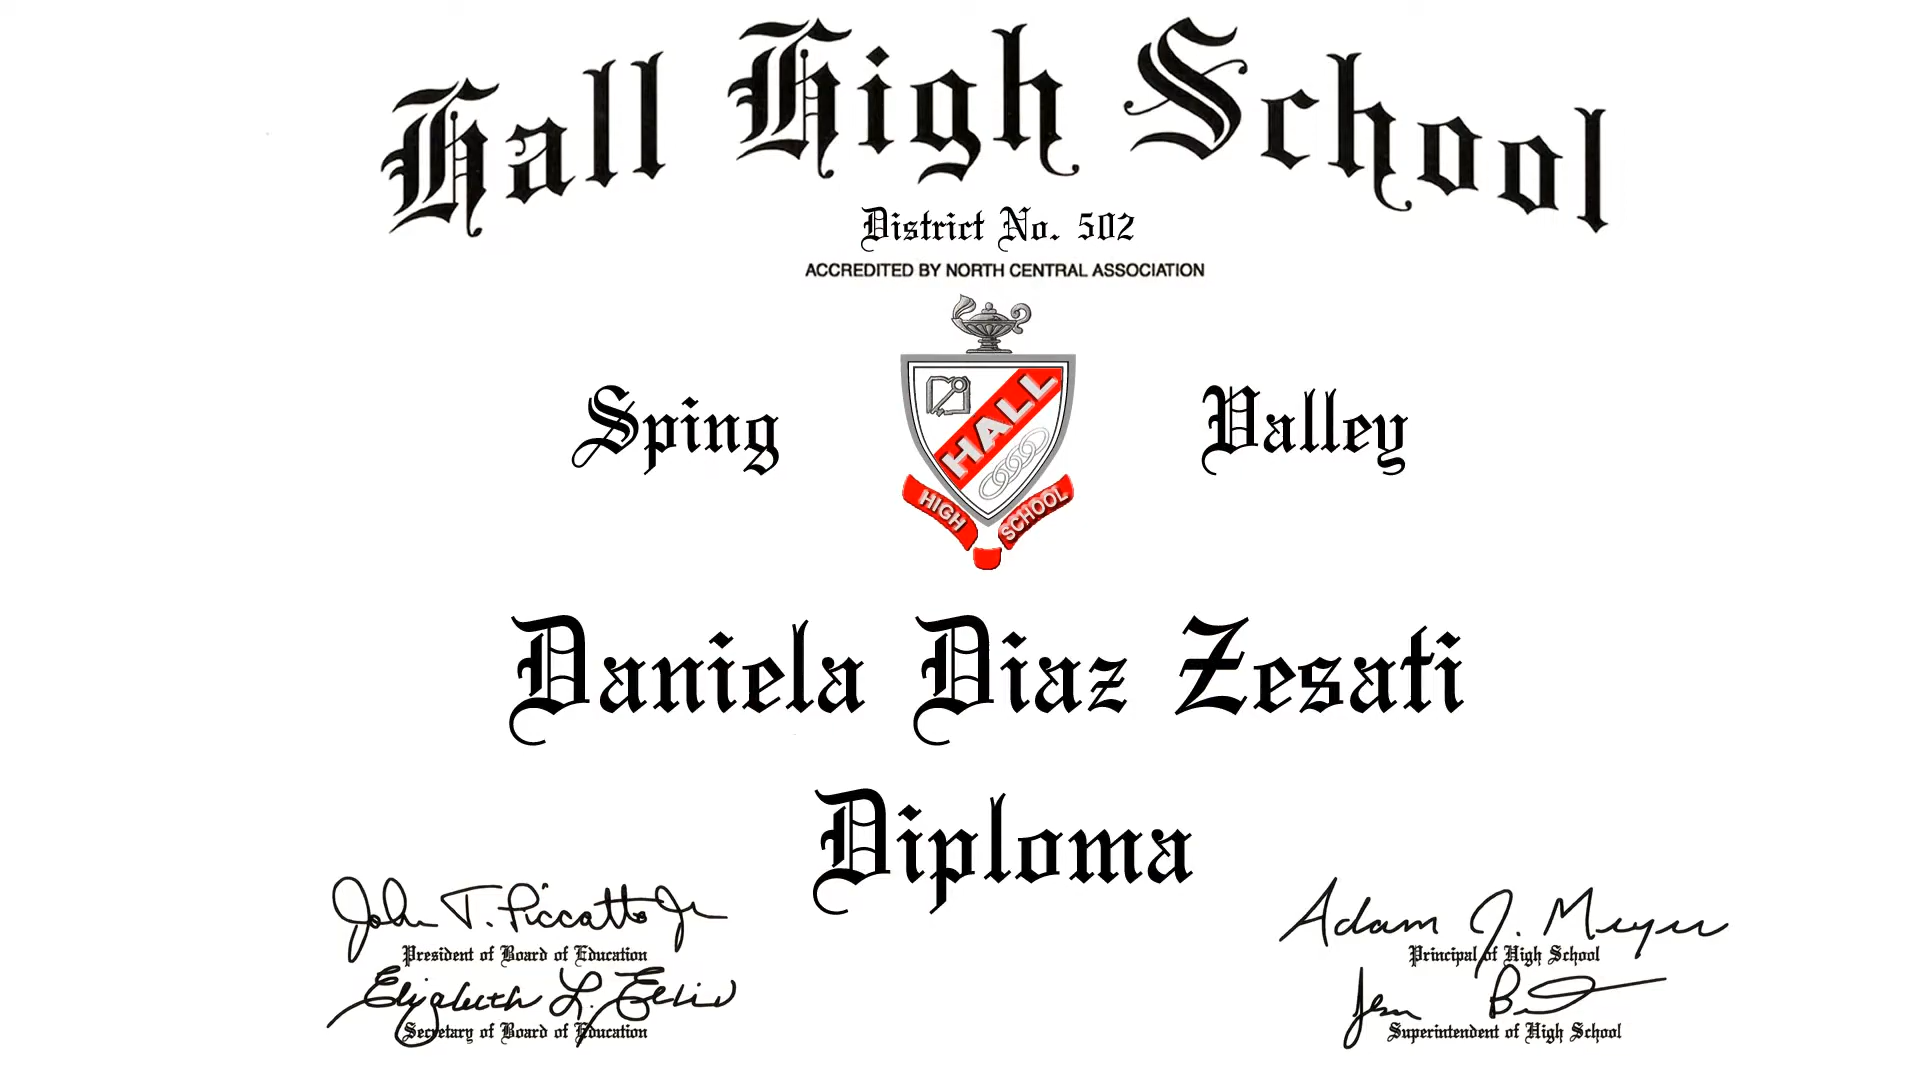 Hall High School
District No. 502
ACCREDITED BY NORTH CENTRAL ASSOCIATION
HALL
HIGH SCHOOL
Sping Valley
Daniela Diaz Zesati
Diploma
John T. Piccatto Jr
President of Board of Education
Elizabeth L. Ellis
Secretary of Board of Education
Adam J. Meyer
Principal of High School
Superintendent of High School